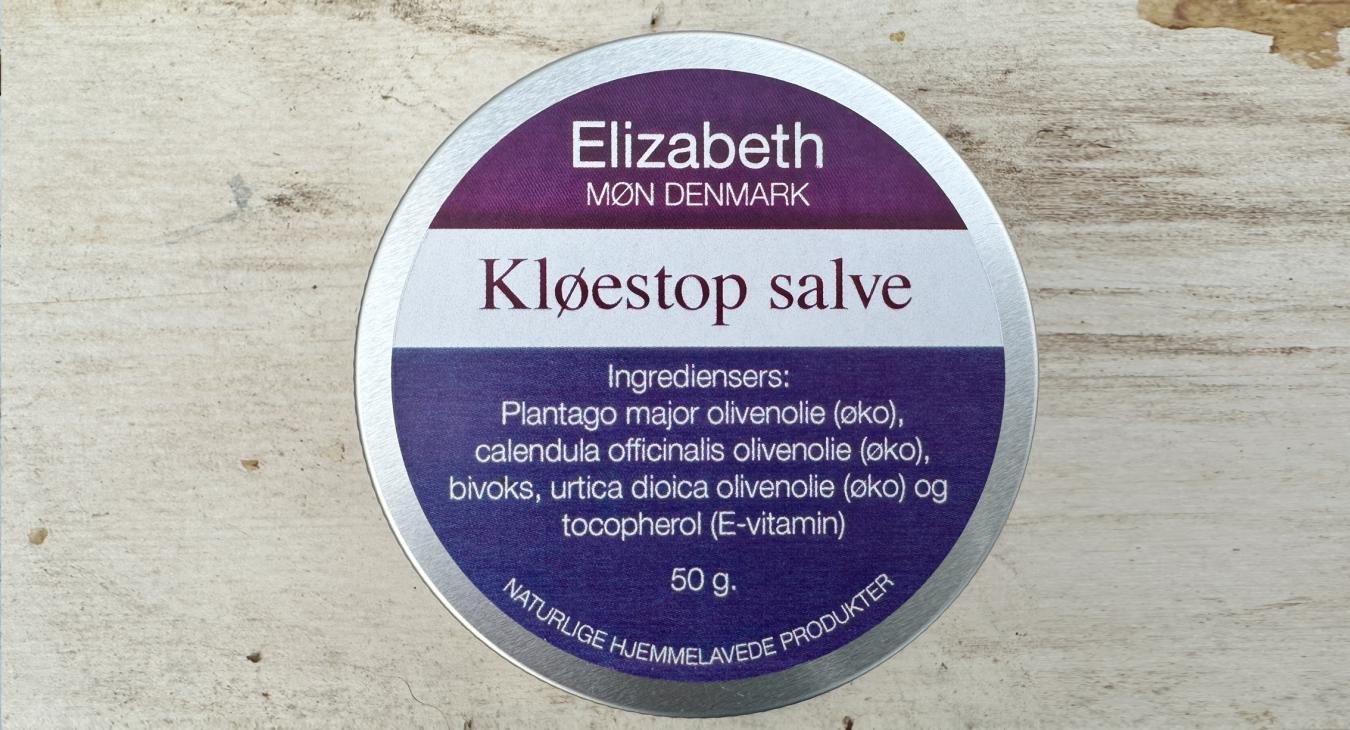 Elizabeth
MØN DENMARK
Kløestop salve
Ingrediensers:
Plantago major olivenolie (øko),
calendula officinalis olivenolie (øko),
bivoks, urtica dioica olivenolie (øko) og
tocopherol (E-vitamin)
50 g.
NATURLIGE HJEMMELAVEDE PRODUKTER